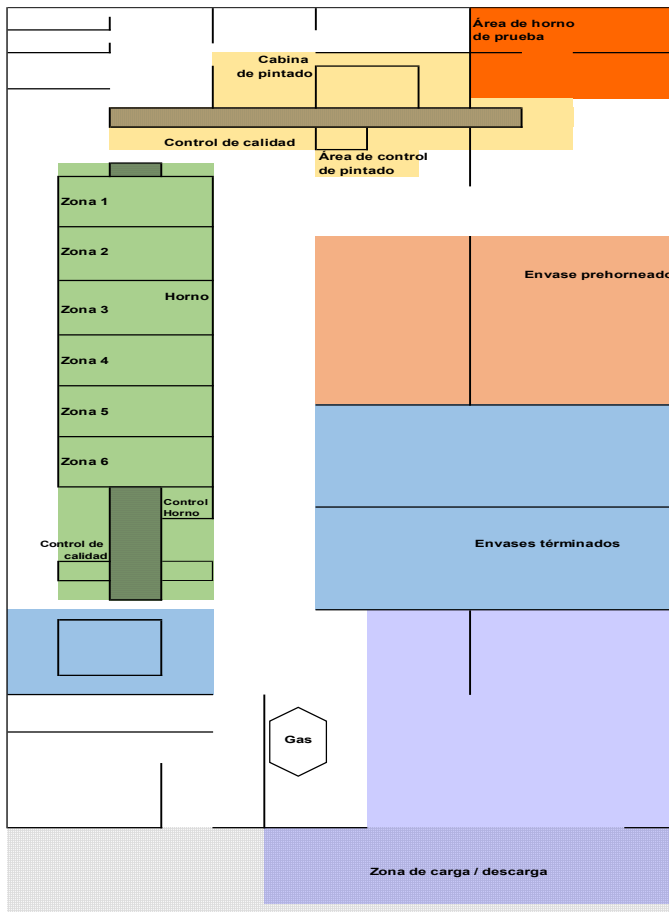 Área de horno
de prueba
Cabina
de pintado
Control de calidad
Área de control
de pintado
Zona 1
Zona 2
Horno
Zona 3
Zona 4
Zona 5
Zona 6
Control
Horno
Control de
calidad
Envase prehorneado
Envases términados
Gas
Zona de carga / descarga